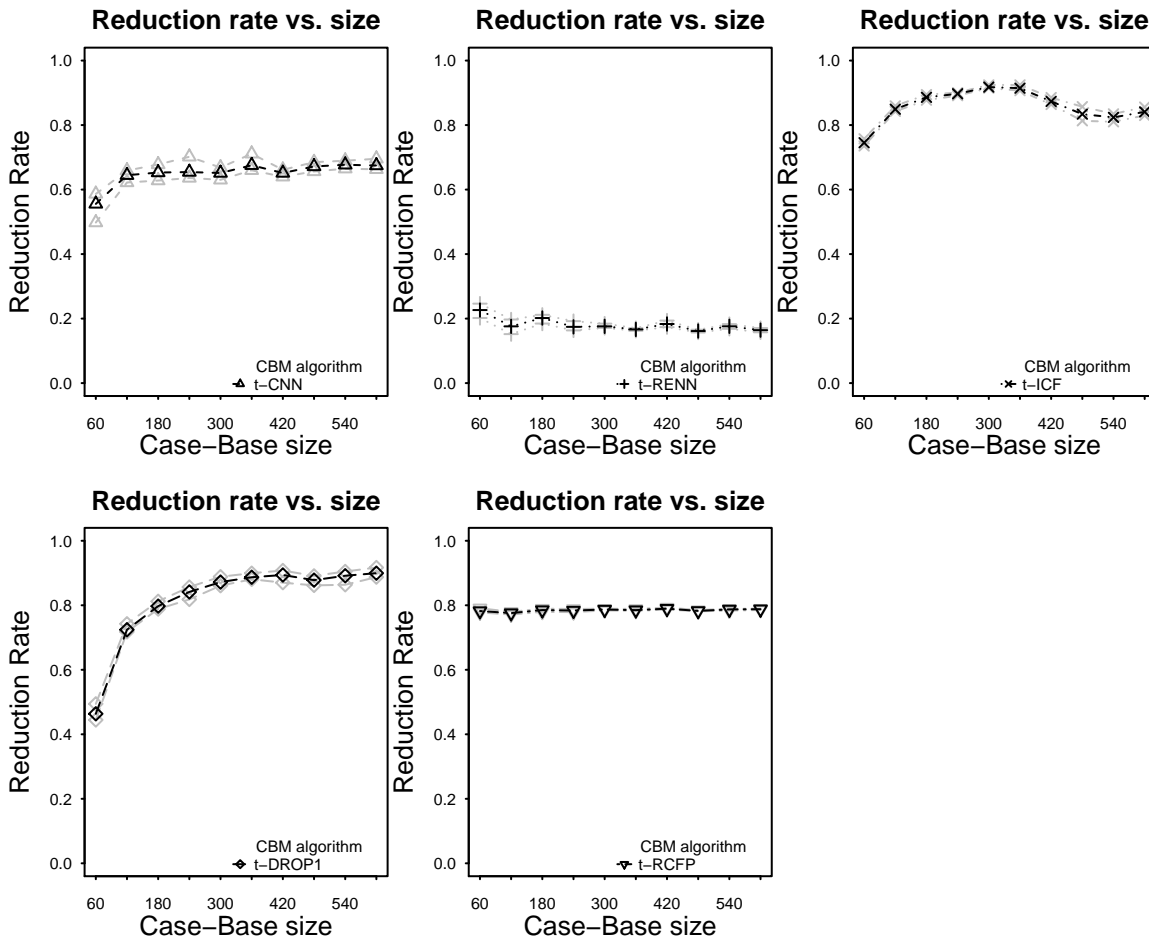 Reduction rate vs. size
Reduction Rate
1.0
0.8
0.6
0.4
0.2
0.0
CBM algorithm
t−CNN
60 180 300 420 540
Case−Base size
Reduction rate vs. size
Reduction Rate
1.0
0.8
0.6
0.4
0.2
0.0
CBM algorithm
t−RENN
60 180 300 420 540
Case−Base size
Reduction rate vs. size
Reduction Rate
1.0
0.8
0.6
0.4
0.2
0.0
CBM algorithm
t−ICF
60 180 300 420 540
Case−Base size
Reduction rate vs. size
Reduction Rate
1.0
0.8
0.6
0.4
0.2
0.0
CBM algorithm
t−DROP1
60 180 300 420 540
Case−Base size
Reduction rate vs. size
Reduction Rate
1.0
0.8
0.6
0.4
0.2
0.0
CBM algorithm
t−RCFP
60 180 300 420 540
Case−Base size